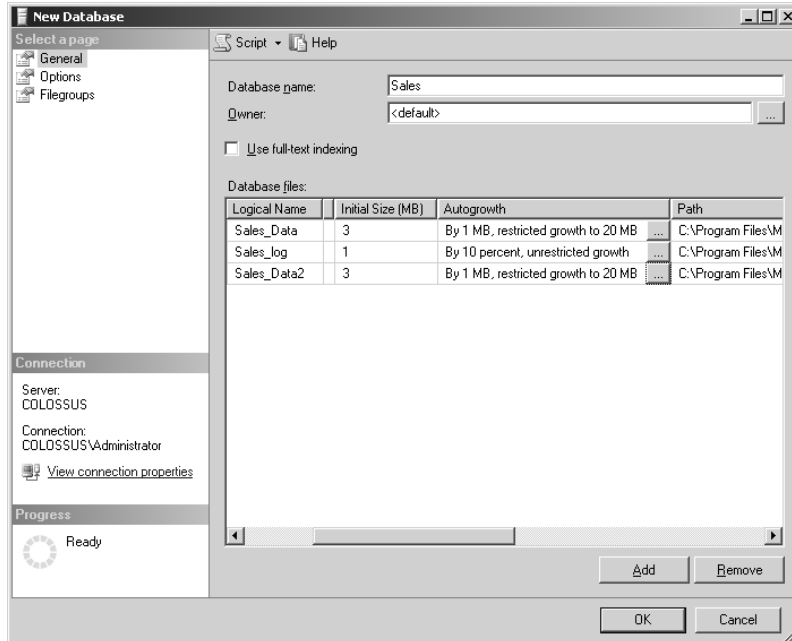 New Database
Select a page
General
Options
Filegroups
Script
Help
Database name:
Sales
Owner:
<default>
...
Use full-text indexing
Database files:
Logical Name Initial Size (MB) Autogrowth Path
Sales_Data 3 By 1 MB, restricted growth to 20 MB ... C:\Program Files\M
Sales_log 1 By 10 percent, unrestricted growth ... C:\Program Files\M
Sales_Data2 3 By 1 MB, restricted growth to 20 MB ... C:\Program Files\M
Connection
Server:
COLOSSUS
Connection:
COLOSSUS\Administrator
View connection properties
Progress
Ready
Add
Remove
OK
Cancel